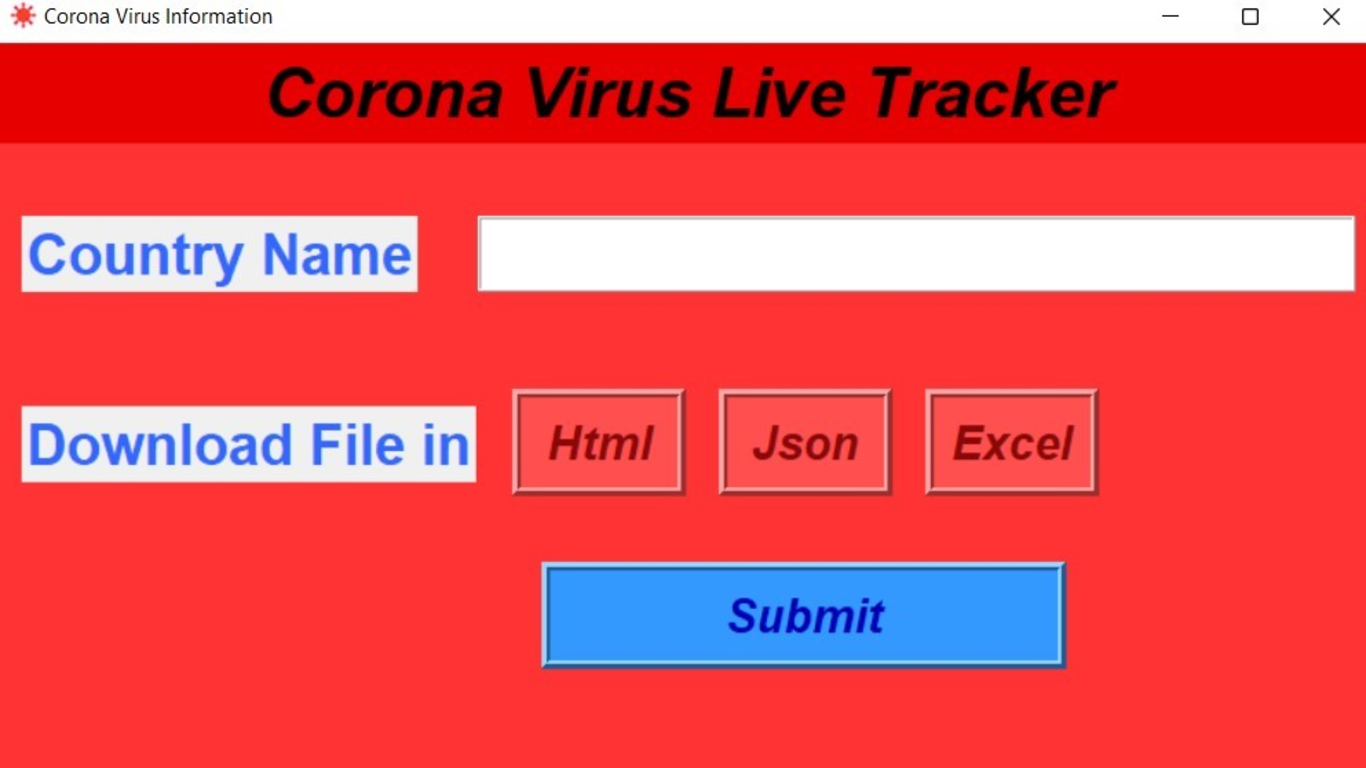 Corona Virus Information
Corona Virus Live Tracker
Country Name
Download File in Html Json Excel
Submit